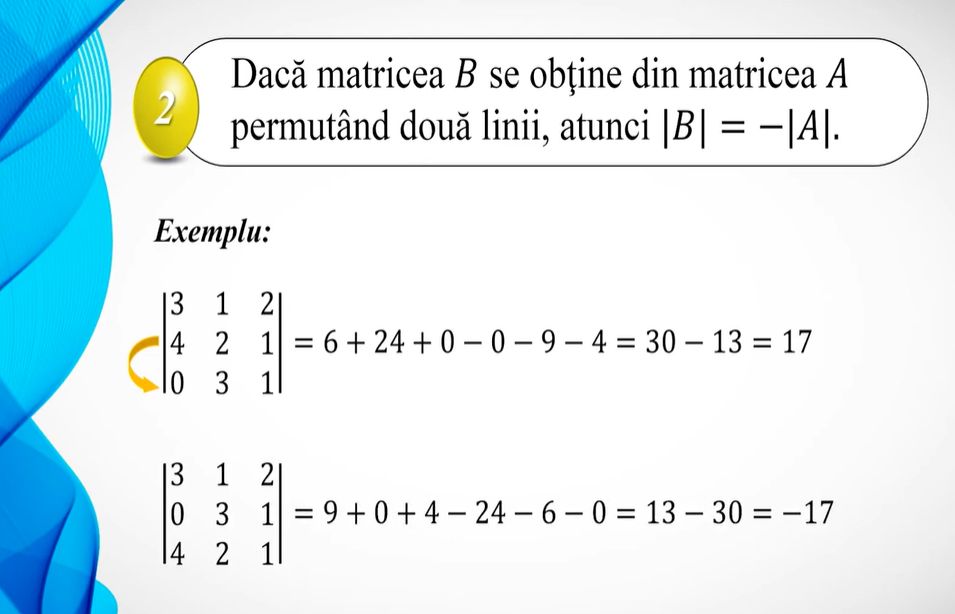 2
Dacă matricea B se obține din matricea A
permutând două linii, atunci |B| = −|A|.
Exemplu:
|3 1 2|
|4 2 1| = 6 + 24 + 0 − 0 − 9 − 4 = 30 − 13 = 17
|0 3 1|
|3 1 2|
|0 3 1| = 9 + 0 + 4 − 24 − 6 − 0 = 13 − 30 = −17
|4 2 1|